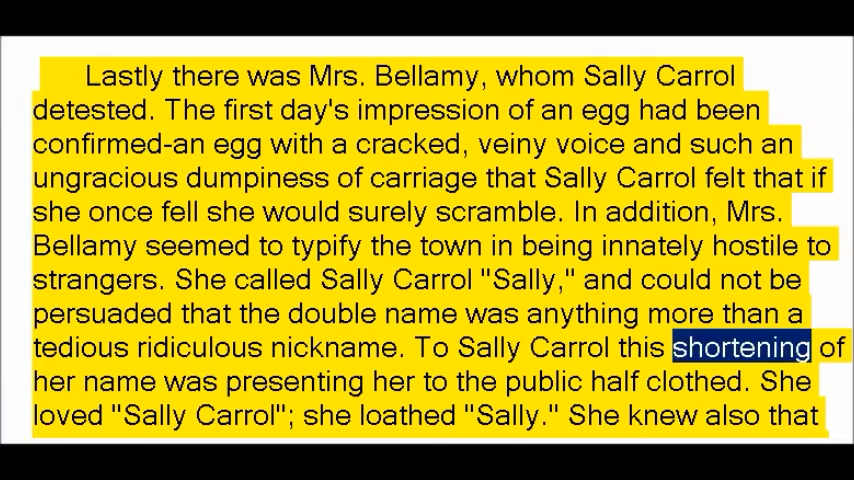 Lastly there was Mrs. Bellamy, whom Sally Carrol
detested. The first day's impression of an egg had been
confirmed-an egg with a cracked, veiny voice and such an
ungracious dumpiness of carriage that Sally Carrol felt that if
she once fell she would surely scramble. In addition, Mrs.
Bellamy seemed to typify the town in being innately hostile to
strangers. She called Sally Carrol "Sally," and could not be
persuaded that the double name was anything more than a
tedious ridiculous nickname. To Sally Carrol this shortening of
her name was presenting her to the public half clothed. She
loved "Sally Carrol"; she loathed "Sally." She knew also that